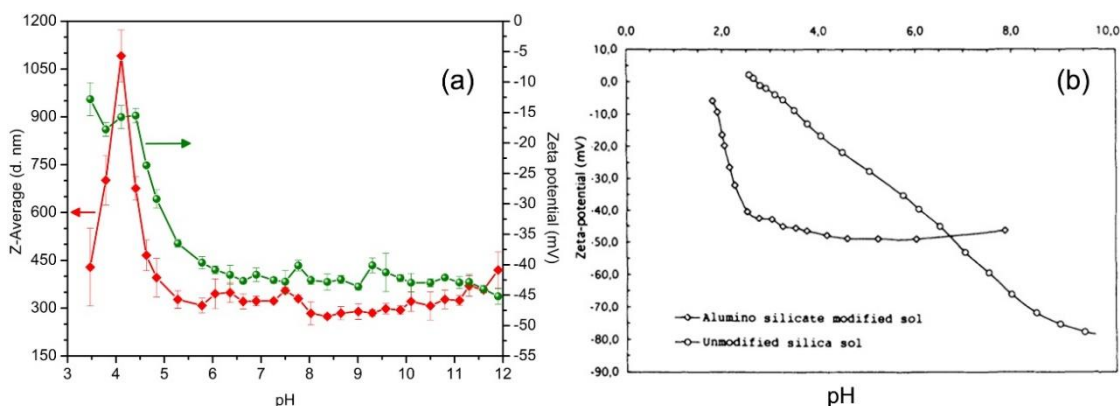 (a)
1200
1050
900
750
600
450
300
150
Z-Average (d. nm)
3 4 5 6 7 8 9 10 11 12
pH
0
-5
-10
-15
-20
-25
-30
-35
-40
-45
-50
-55
Zeta potential (mV)
(b)
0,0 2,0 4,0 6,0 8,0 10,0
10,0
0,0
-10,0
-20,0
-30,0
-40,0
-50,0
-60,0
-70,0
-80,0
-90,0
Zeta-potential (mV)
Alumino silicate modified sol
Unmodified silica sol
pH